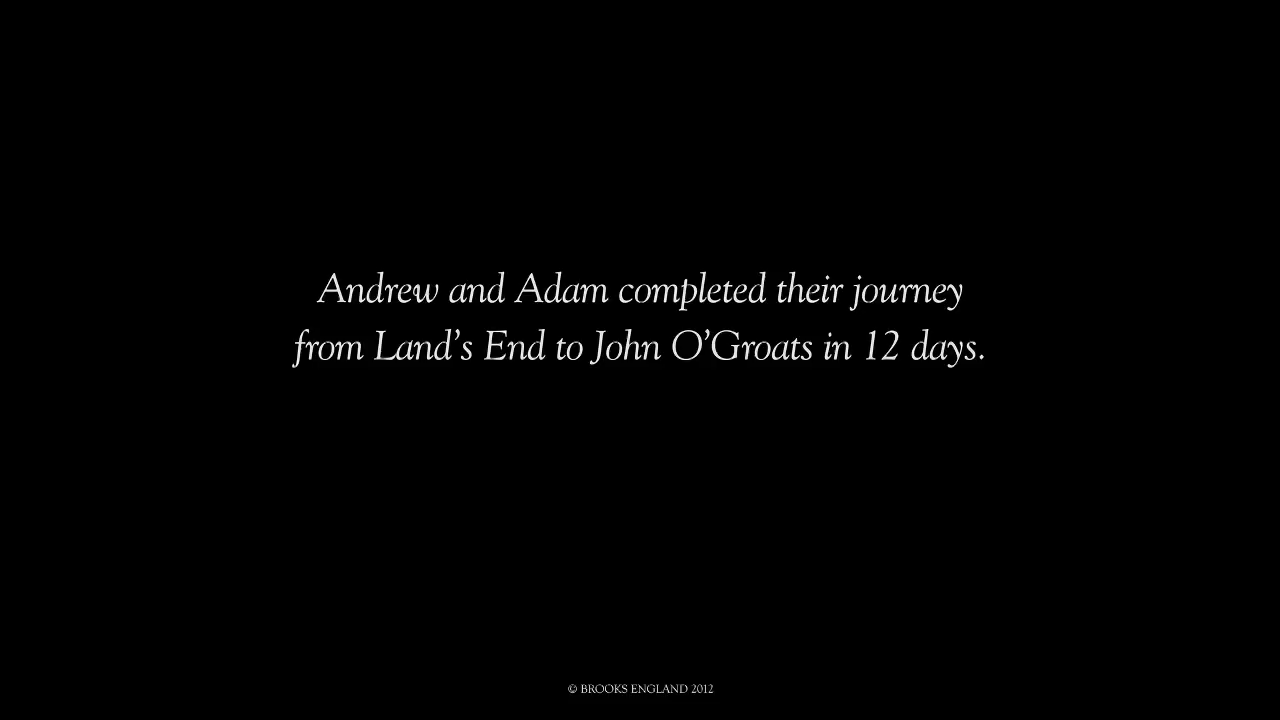 Andrew and Adam completed their journey
from Land’s End to John O’Groats in 12 days.
© BROOKS ENGLAND 2012